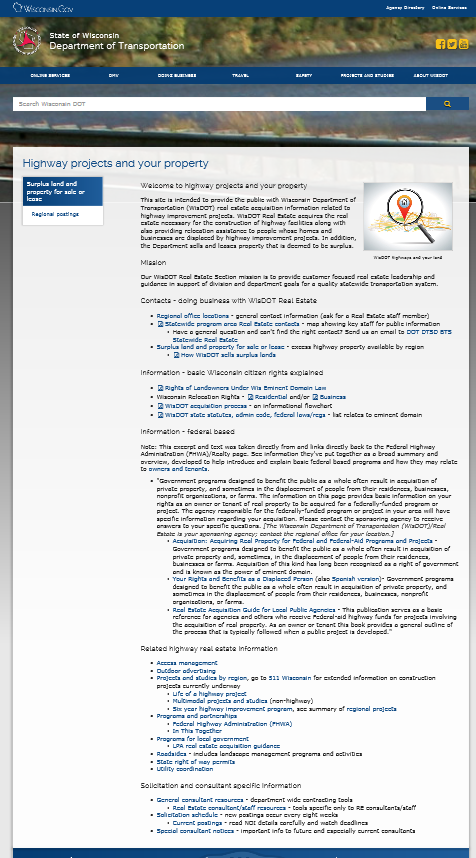 WISCONSIN.GOV
Agency Directory Online Services
State of Wisconsin
Department of Transportation
ONLINE SERVICES DMV DOING BUSINESS TRAVEL SAFETY PROJECTS AND STUDIES ABOUT WISDOT
Search Wisconsin DOT
Highway projects and your property
Surplus land and
property for sale or
lease
Regional postings
Welcome to highway projects and your property
This site is intended to provide the public with Wisconsin Department of
Transportation (WisDOT) real estate acquisition information related to
highway improvement projects. WisDOT Real Estate acquires the real
estate necessary for the construction of highway facilities along with
also providing relocation assistance to people whose homes and
businesses are displaced by highway improvement projects. In addition,
the Department sells and leases property that is deemed to be surplus.
WisDOT highways and your land
Mission
Our WisDOT Real Estate Section mission is to provide customer focused real estate leadership and
guidance in support of division and department goals for a quality statewide transportation system.
Contacts - doing business with WisDOT Real Estate
• Regional office locations - general contact information (ask for a Real Estate staff member)
• Statewide program area Real Estate contacts - map showing key staff for public information
• Have a general question and can't find the right contact? Send us an email to DOT DTSD BTS
Statewide Real Estate
• Surplus land and property for sale or lease - excess highway property available by region
• How WisDOT sells surplus lands
Information - basic Wisconsin citizen rights explained
• Rights of Landowners Under Wis Eminent Domain Law
• Wisconsin Relocation Rights - Residential and/or Business
• WisDOT acquisition process - an informational flowchart
• WisDOT state statutes, admin code, federal laws/regs - list relates to eminent domain
Information - federal based
Note: This excerpt and text was taken directly from and links directly back to the Federal Highway
Administration (FHWA)/Realty page. See information they've put together as a broad summary and
overview, developed to help introduce and explain basic federal based programs and how they may relate
to owners and tenants.
• "Government programs designed to benefit the public as a whole often result in acquisition of
private property, and sometimes in the displacement of people from their residences, businesses,
nonprofit organisations, or farms. The information on this page provides basic information on your
rights as an owner or tenant of real property to be acquired for a federally-funded program or
project. The agency responsible for the federally-funded program or project in your area will have
specific information regarding your acquisition. Please contact the sponsoring agency to receive
answers to your specific questions. [The Wisconsin Department of Transportation (WisDOT)/Real
Estate is your sponsoring agency; contact the regional office for your location.]
• Acquisition: Acquiring Real Property for Federal and Federal-Aid Programs and Projects -
Government programs designed to benefit the public as a whole often result in acquisition of
private property and, sometimes, in the displacement of people from their residences,
businesses or farms. Acquisition of this kind has long been recognized as a right of government
and is known as the power of eminent domain.
• Your Rights and Benefits as a Displaced Person (also Spanish version)- Government programs
designed to benefit the public as a whole often result in acquisition of private property, and
sometimes in the displacement of people from their residences, businesses, nonprofit
organisations, or farms.
• Real Estate Acquisition Guide for Local Public Agencies - This publication serves as a basic
reference for agencies and others who receive Federal-aid highway funds for projects involving
the acquisition of real property. As an owner or tenant this book provides a general outline of
the process that is typically followed when a public project is developed."
Related highway real estate information
• Access management
• Outdoor advertising
• Projects and studies by region, go to 511 Wisconsin for extended information on construction
projects currently underway
• Life of a highway project
• Multimodal projects and studies (non-highway)
• Six year highway improvement program, see summary of regional projects
• Programs and partnerships
• Federal Highway Administration (FHWA)
• In This Together
• Programs for local government
• LPA real estate acquisition guidance
• Roadsides - includes landscape management programs and activities
• State right of way permits
• Utility coordination
Solicitation and consultant specific information
• General consultant resources - department wide contracting tools
• Real Estate consultant/staff resources - tools specific only to RE consultants/staff
• Solicitation schedule - new postings occur every eight weeks
• Current postings - read NOI details carefully and watch deadlines
• Special consultant notices - important info to future and especially current consultants